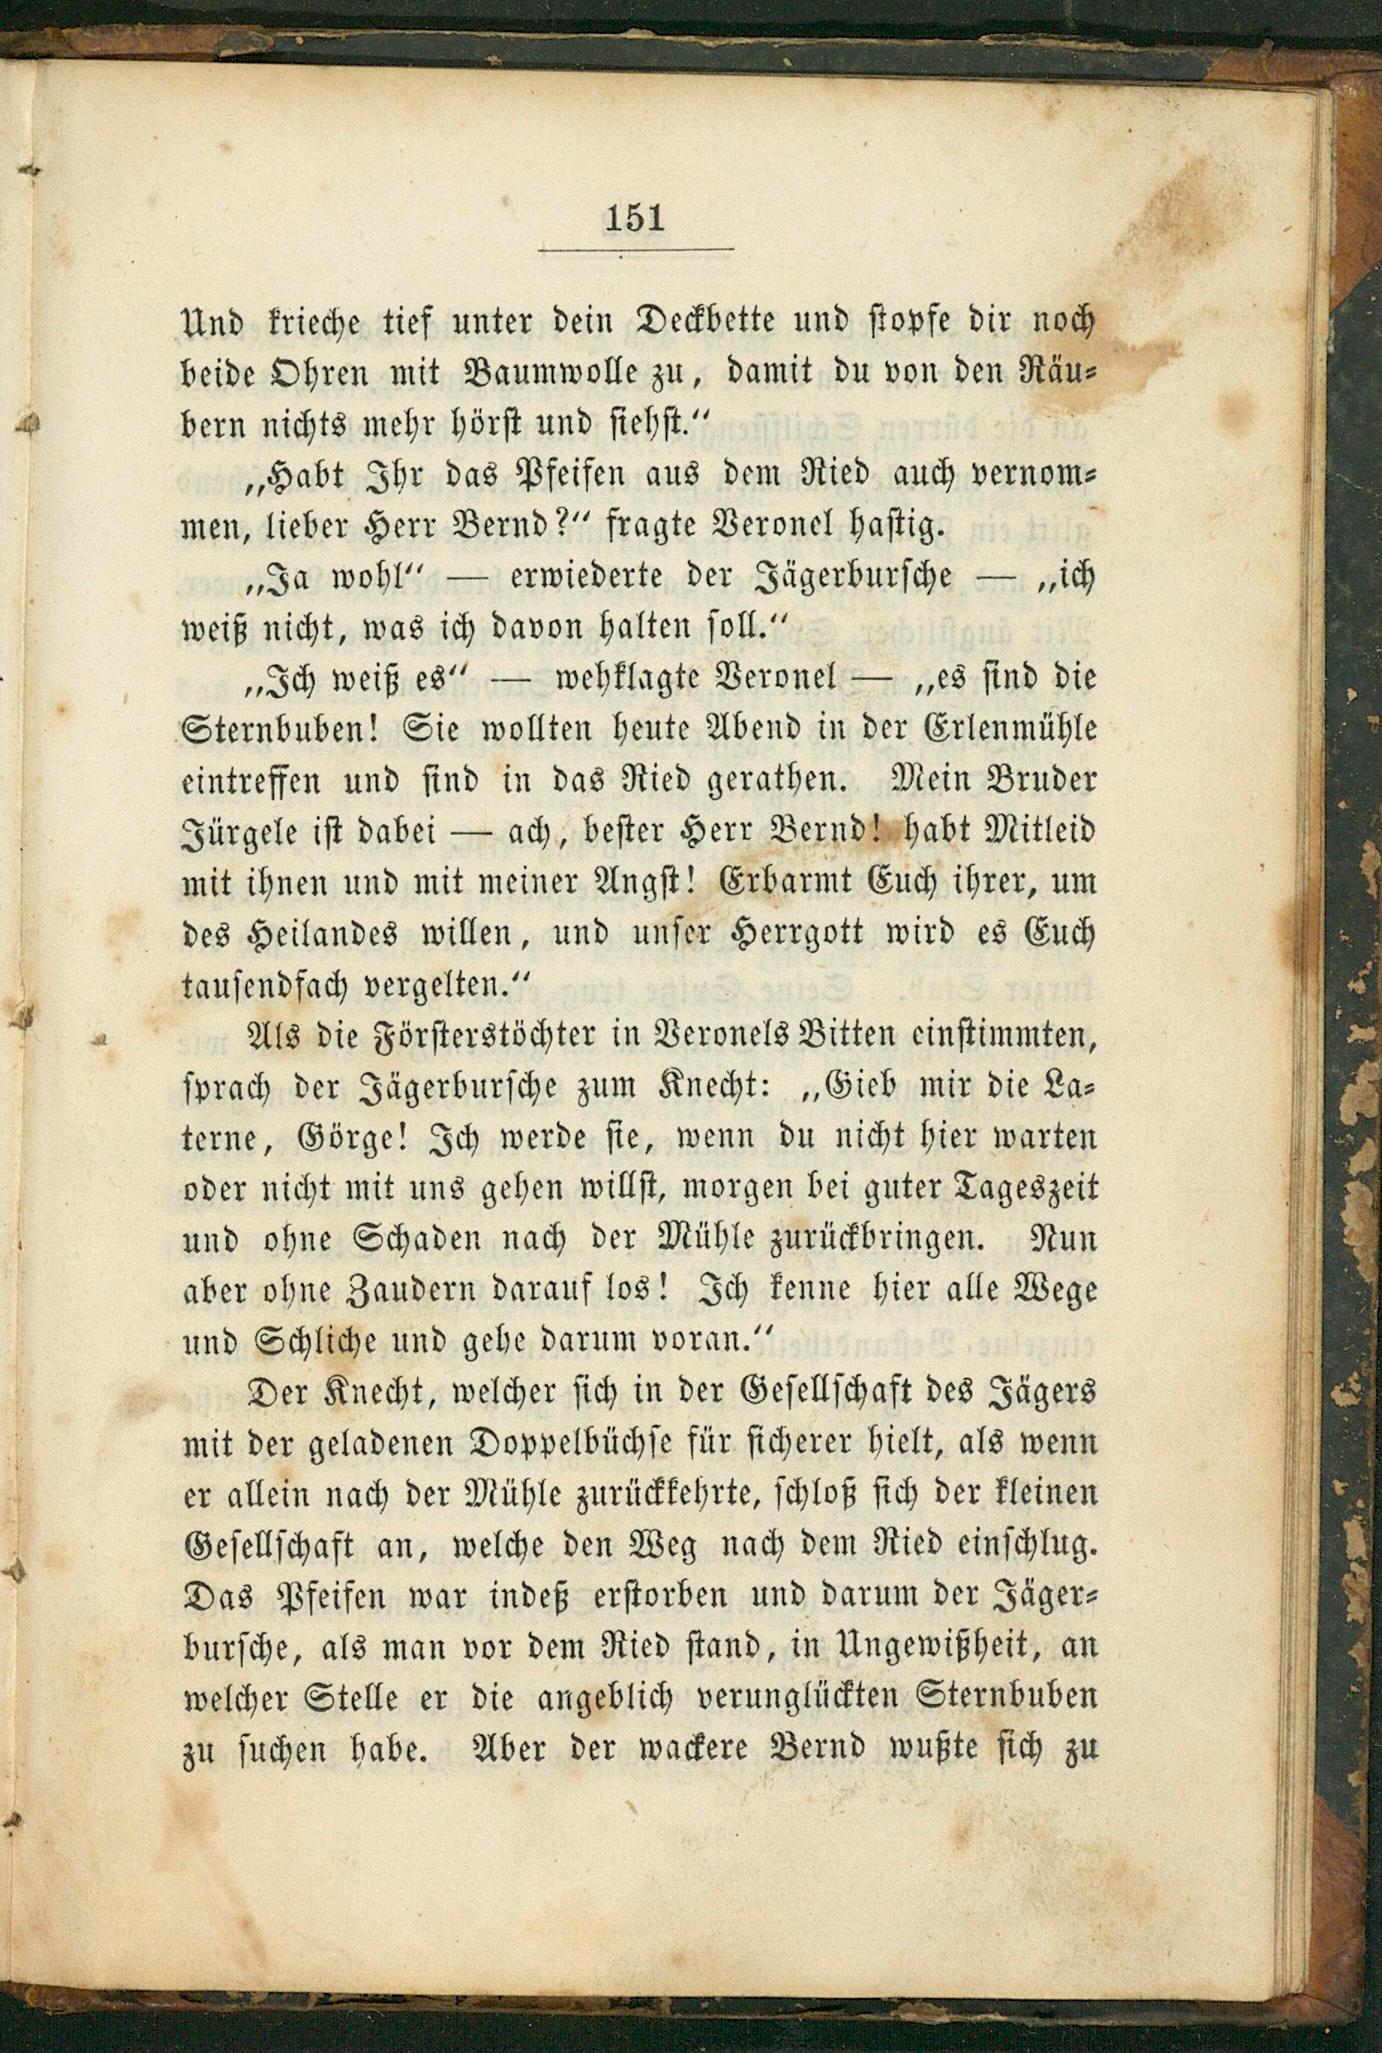 151
Und krieche tief unter dein Deckbette und stopfe dir noch
beide Ohren mit Baumwolle zu, damit du von den Räu-
bern nichts mehr hörst und siehst.“
„Habt Ihr das Pfeifen aus dem Ried auch vernom-
men, lieber Herr Bernd?“ fragte Veronel hastig.
„Ja wohl“ — erwiederte der Jägerbursche — „ich
weiß nicht, was ich davon halten soll.“
„Ich weiß es“ — wehklagte Veronel — „es sind die
Sternbuben! Sie wollten heute Abend in der Erlenmühle
eintreffen und sind in das Ried gerathen. Mein Bruder
Jürgele ist dabei — ach, bester Herr Bernd! habt Mitleid
mit ihnen und mit meiner Angst! Erbarmt Euch ihrer, um
des Heilandes willen, und unser Herrgott wird es Euch
tausendfach vergelten.“
Als die Försterstöchter in Veronels Bitten einstimmten,
sprach der Jägerbursche zum Knecht: „Gieb mir die La-
terne, Görge! Ich werde sie, wenn du nicht hier warten
oder nicht mit uns gehen willst, morgen bei guter Tageszeit
und ohne Schaden nach der Mühle zurückbringen. Nun
aber ohne Zaudern darauf los! Ich kenne hier alle Wege
und Schliche und gehe darum voran.“
Der Knecht, welcher sich in der Gesellschaft des Jägers
mit der geladenen Doppelbüchse für sicherer hielt, als wenn
er allein nach der Mühle zurückkehrte, schloß sich der kleinen
Gesellschaft an, welche den Weg nach dem Ried einschlug.
Das Pfeifen war indeß erstorben und darum der Jäger-
bursche, als man vor dem Ried stand, in Ungewißheit, an
welcher Stelle er die angeblich verunglückten Sternbuben
zu suchen habe. Aber der wackere Bernd wußte sich zu